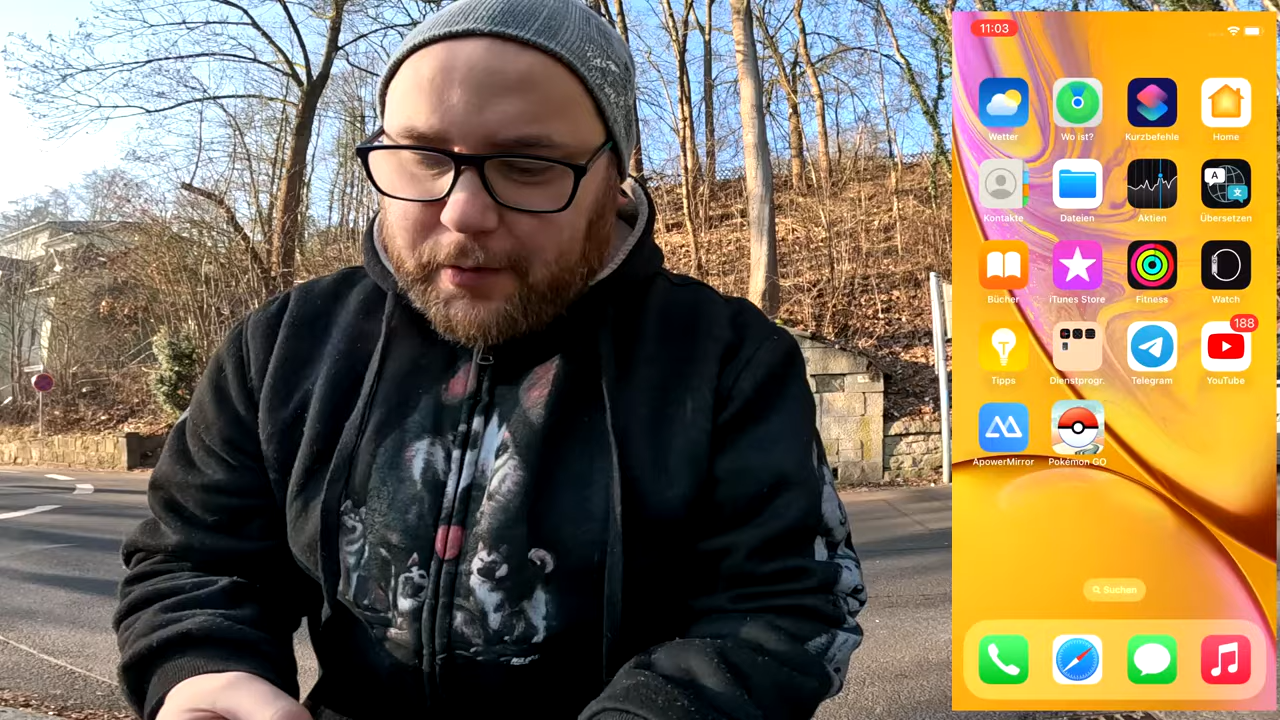 11:03
Wetter
Wo ist?
Kurzbefehle
Home
Kontakte
Dateien
Aktien
A
文
Übersetzen
Bücher
iTunes Store
Fitness
Watch
188
Tipps
Dienstprogr.
Telegram
YouTube
ApowerMirror
Pokémon GO
Suchen